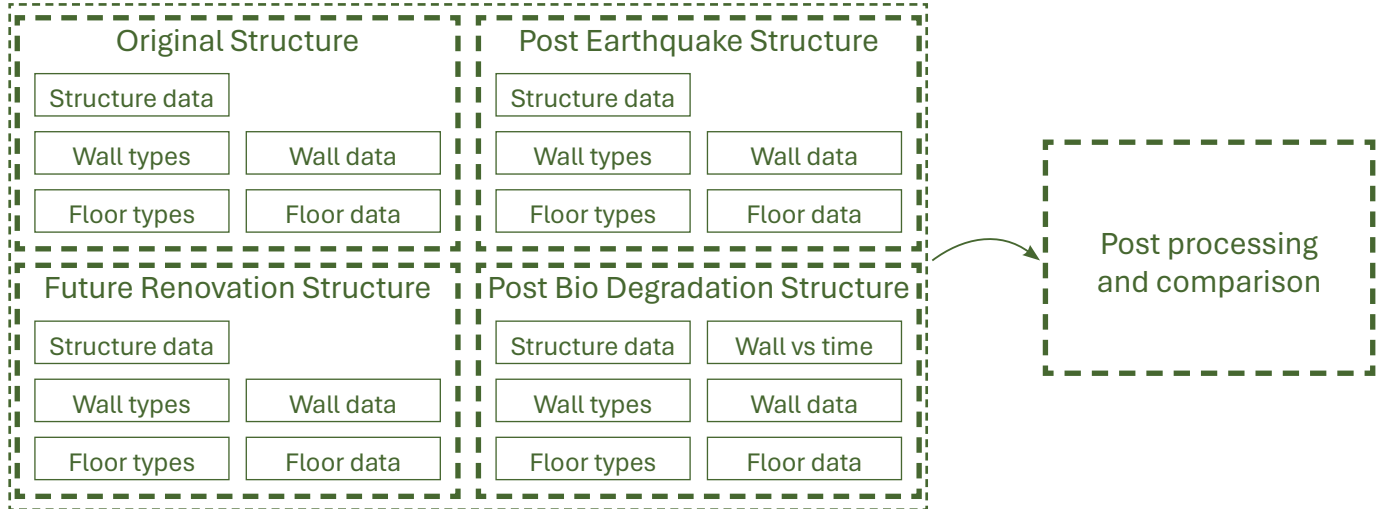 Original Structure
Structure data
Wall types
Wall data
Floor types
Floor data
Post Earthquake Structure
Structure data
Wall types
Wall data
Floor types
Floor data
Future Renovation Structure
Structure data
Wall types
Wall data
Floor types
Floor data
Post Bio Degradation Structure
Structure data
Wall vs time
Wall types
Wall data
Floor types
Floor data
Post processing
and comparison